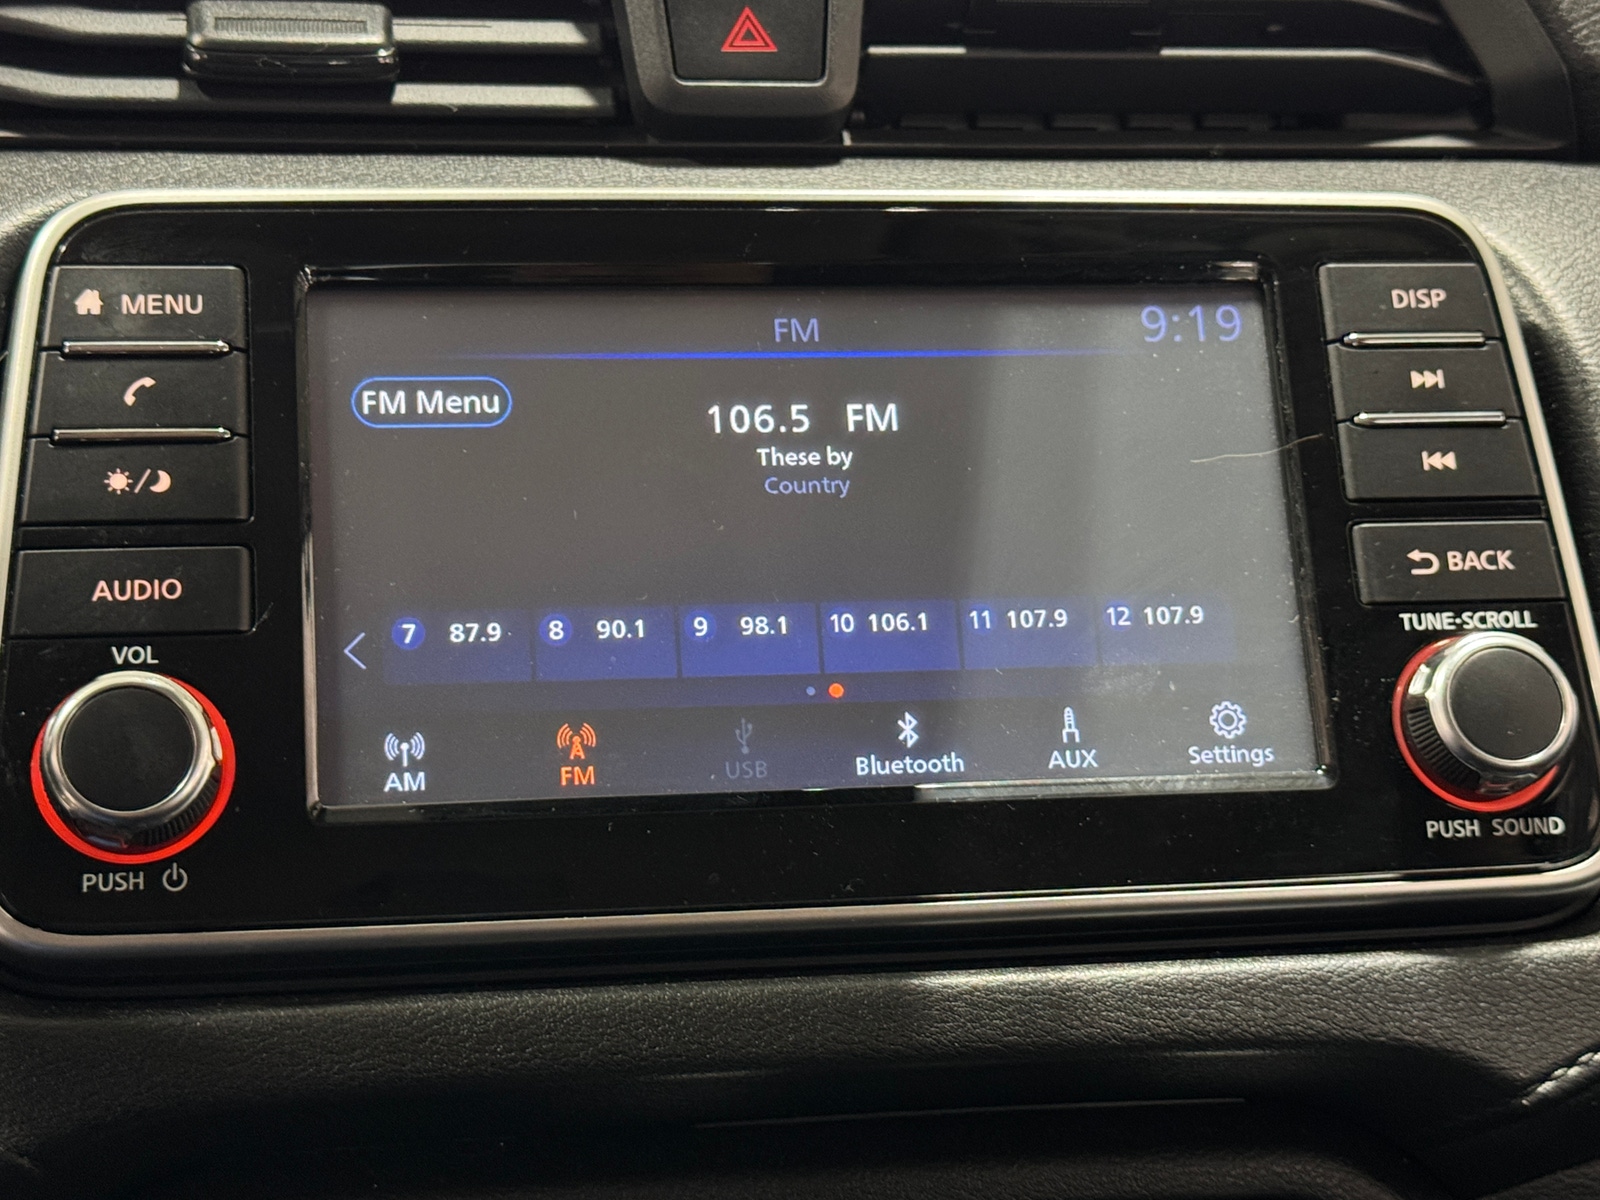 MENU
AUDIO
VOL
PUSH
FM
9:19
FM Menu
106.5 FM
These by
Country
7 87.9
8 90.1
9 98.1
10 106.1
11 107.9
12 107.9
AM
FM
USB
Bluetooth
AUX
Settings
DISP
BACK
TUNE•SCROLL
PUSH SOUND